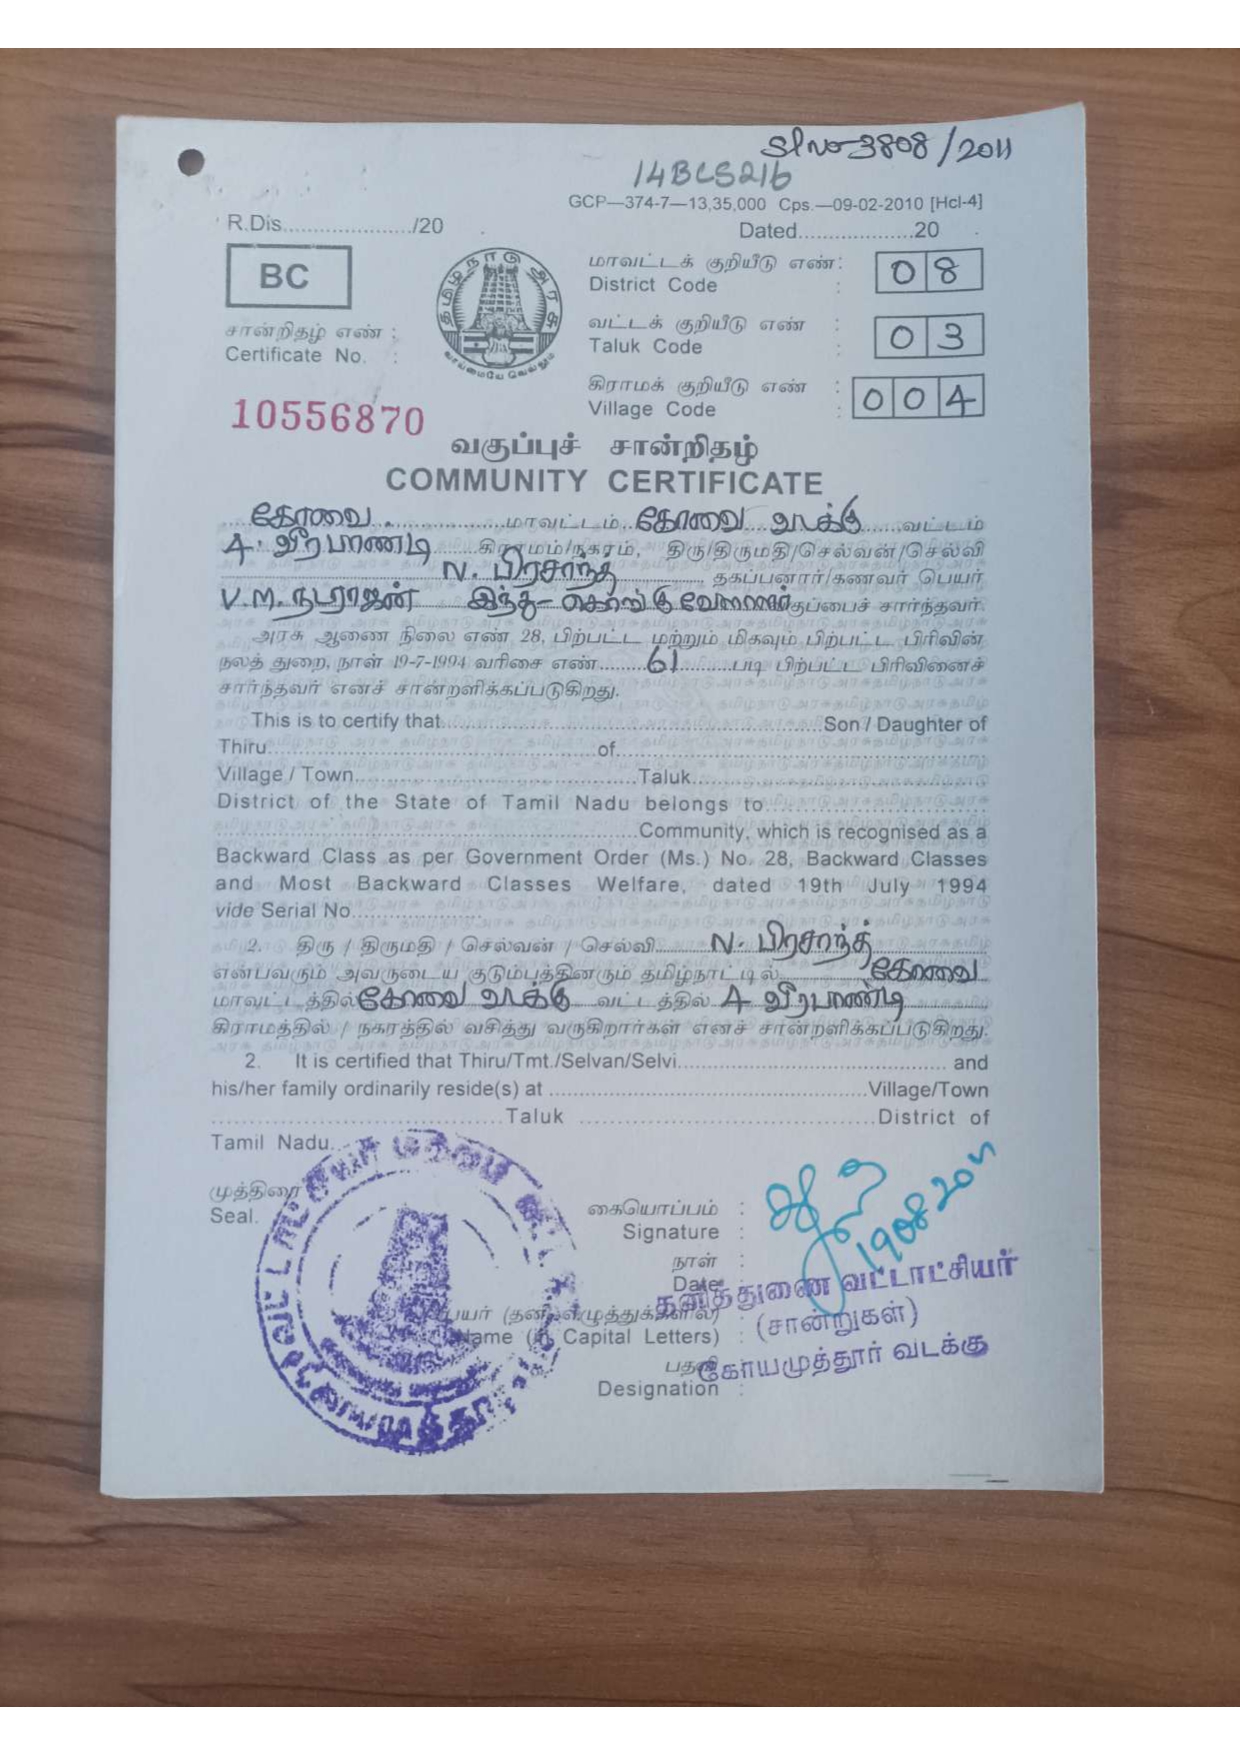 Sl no 3808/2011
14BCS216
GCP—374-7—13,35,000 Cps.—09-02-2010 [Hcl-4]
R.Dis...................../20
Dated...................20
BC
தமிழ்நாடு அரசு
வாய்மையே வெல்லும்
மாவட்டக் குறியீடு எண் :
District Code : 08
வட்டக் குறியீடு எண் :
Taluk Code : 03
கிராமக் குறியீடு எண் :
Village Code : 004
சான்றிதழ் எண் :
Certificate No. :
10556870
வகுப்புச் சான்றிதழ்
COMMUNITY CERTIFICATE
கோவை மாவட்டம் கோவை வடக்கு வட்டம்
4. வீரபாண்டி கிராமம்/நகரம், திரு/திருமதி/செல்வன்/செல்வி
N. பிரசாந்த் தகப்பனார்/கணவர் பெயர்
V.M. நடராஜன் இந்து - கொங்கு வேளாளர் குப்பைச் சார்ந்தவர்.
அரசு ஆணை நிலை எண் 28, பிற்பட்ட மற்றும் மிகவும் பிற்பட்ட பிரிவின்
நலத் துறை, நாள் 19-7-1994 வரிசை எண் 61 படி பிற்பட்ட பிரிவினைச்
சார்ந்தவர் எனச் சான்றளிக்கப்படுகிறது.
This is to certify that..............................Son / Daughter of
Thiru..............................of..............................
Village / Town..............................Taluk..............................
District of the State of Tamil Nadu belongs to..............................
..............................Community, which is recognised as a
Backward Class as per Government Order (Ms.) No. 28, Backward Classes
and Most Backward Classes Welfare, dated 19th July 1994
vide Serial No.....................
2. திரு / திருமதி / செல்வன் / செல்வி N. பிரசாந்த்
என்பவரும் அவருடைய குடும்பத்தினரும் தமிழ்நாட்டில் கோவை
மாவட்டத்தில் கோவை வடக்கு வட்டத்தில் 4 வீரபாண்டி
கிராமத்தில் / நகரத்தில் வசித்து வருகிறார்கள் எனச் சான்றளிக்கப்படுகிறது.
2. It is certified that Thiru/Tmt./Selvan/Selvi.............................. and
his/her family ordinarily reside(s) at ..............................Village/Town
..............................Taluk ..............................District of
Tamil Nadu.
முத்திரை
Seal.
கையொப்பம் :
Signature :
நாள் :
Date : 19 08 2011
பெயர் (தனி எழுத்துக்களில்) :
Name (in Capital Letters) :
பதவி
Designation :
தனித்துணை வட்டாட்சியர்
(சான்றுகள்)
கோயமுத்தூர் வடக்கு